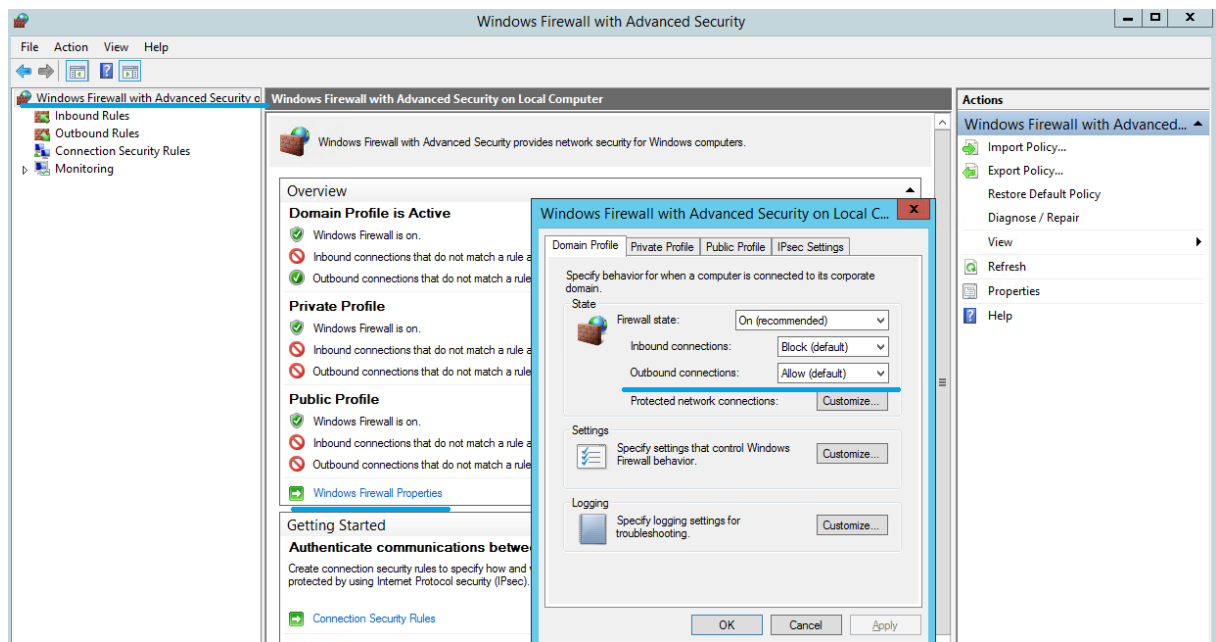 Windows Firewall with Advanced Security
File Action View Help
Windows Firewall with Advanced Security o
Inbound Rules
Outbound Rules
Connection Security Rules
Monitoring
Windows Firewall with Advanced Security on Local Computer
Windows Firewall with Advanced Security provides network security for Windows computers.
Overview
Domain Profile is Active
Windows Firewall is on.
Inbound connections that do not match a rule a
Outbound connections that do not match a rule
Private Profile
Windows Firewall is on.
Inbound connections that do not match a rule a
Outbound connections that do not match a rule
Public Profile
Windows Firewall is on.
Inbound connections that do not match a rule a
Outbound connections that do not match a rule
Windows Firewall Properties
Getting Started
Authenticate communications betwe
Create connection security rules to specify how and
protected by using Internet Protocol security (IPsec).
Connection Security Rules
Windows Firewall with Advanced Security on Local C...
Domain Profile Private Profile Public Profile IPsec Settings
Specify behavior for when a computer is connected to its corporate
domain.
State
Firewall state: On (recommended)
Inbound connections: Block (default)
Outbound connections: Allow (default)
Protected network connections: Customize...
Settings
Specify settings that control Windows
Firewall behavior.
Customize...
Logging
Specify logging settings for
troubleshooting.
Customize...
OK Cancel Apply
Actions
Windows Firewall with Advanced...
Import Policy...
Export Policy...
Restore Default Policy
Diagnose / Repair
View
Refresh
Properties
Help